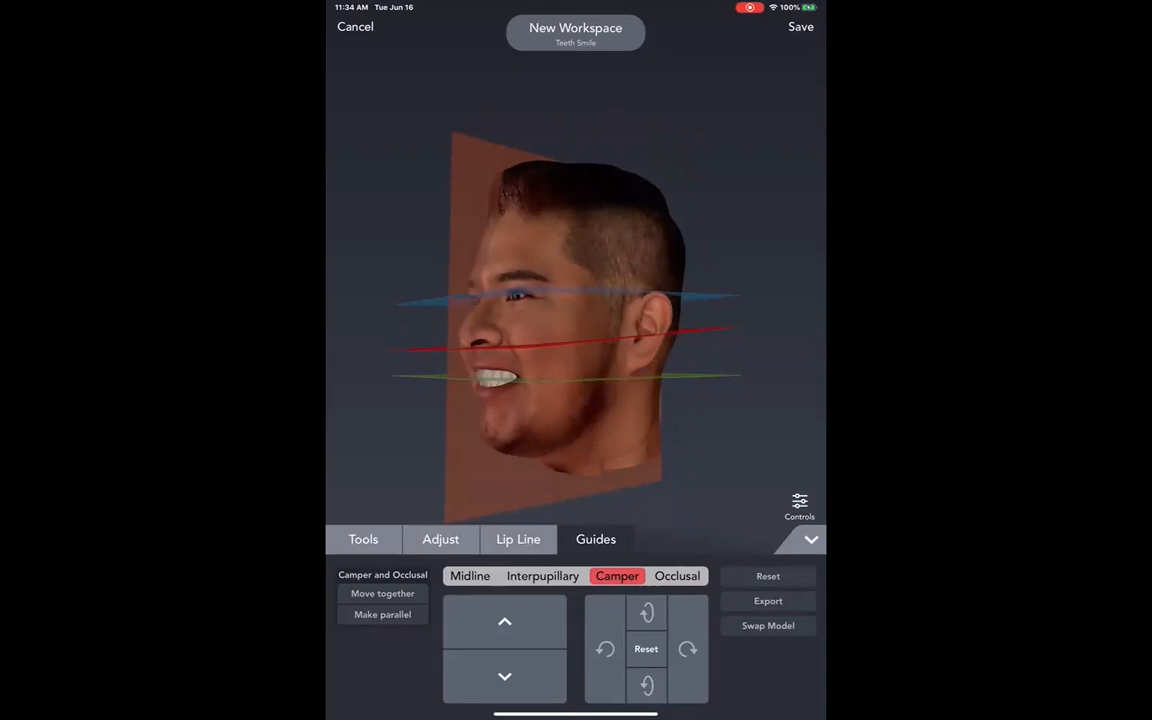 11:34 AM Tue Jun 16
100%
Cancel
New Workspace
Save
Teeth Smile
Controls
Tools
Adjust
Lip Line
Guides
Camper and Occlusal
Move together
Make parallel
Midline
Interpupillary
Camper
Occlusal
Reset
Reset
Export
Swap Model